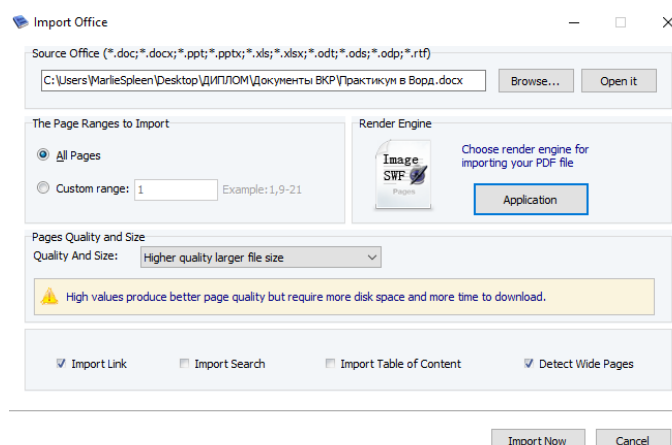 Import Office
Source Office (*.doc;*.docx;*.ppt;*.pptx;*.xls;*.xlsx;*.odt;*.ods;*.odp;*.rtf)
C:\Users\MarlieSpleen\Desktop\ДИПЛОМ\Документы ВКР\Практикум в Ворд.docx
Browse...
Open it
The Page Ranges to Import
All Pages
Custom range: 1 Example:1,9-21
Render Engine
Image
SWF
Pages
Choose render engine for
importing your PDF file
Application
Pages Quality and Size
Quality And Size: Higher quality larger file size
High values produce better page quality but require more disk space and more time to download.
Import Link
Import Search
Import Table of Content
Detect Wide Pages
Import Now
Cancel